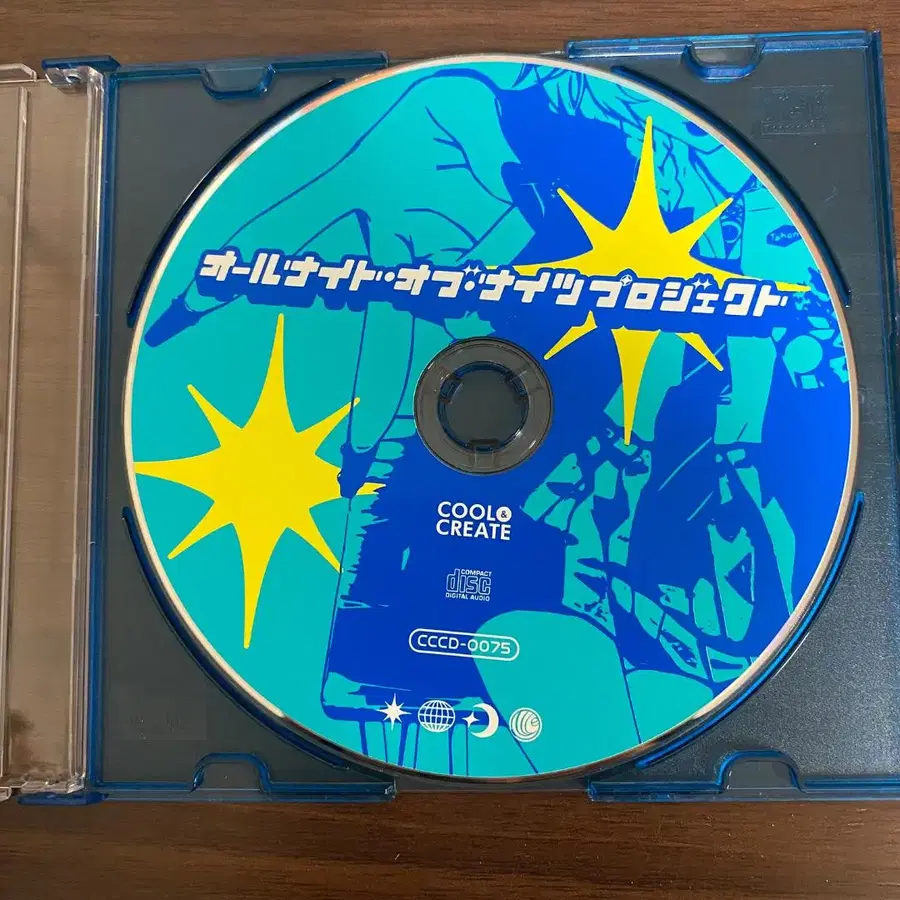 オールナイト・オブ・ナイツプロジェクト
COOL&
CREATE
COMPACT
disc
DIGITAL AUDIO
CCCD-0075